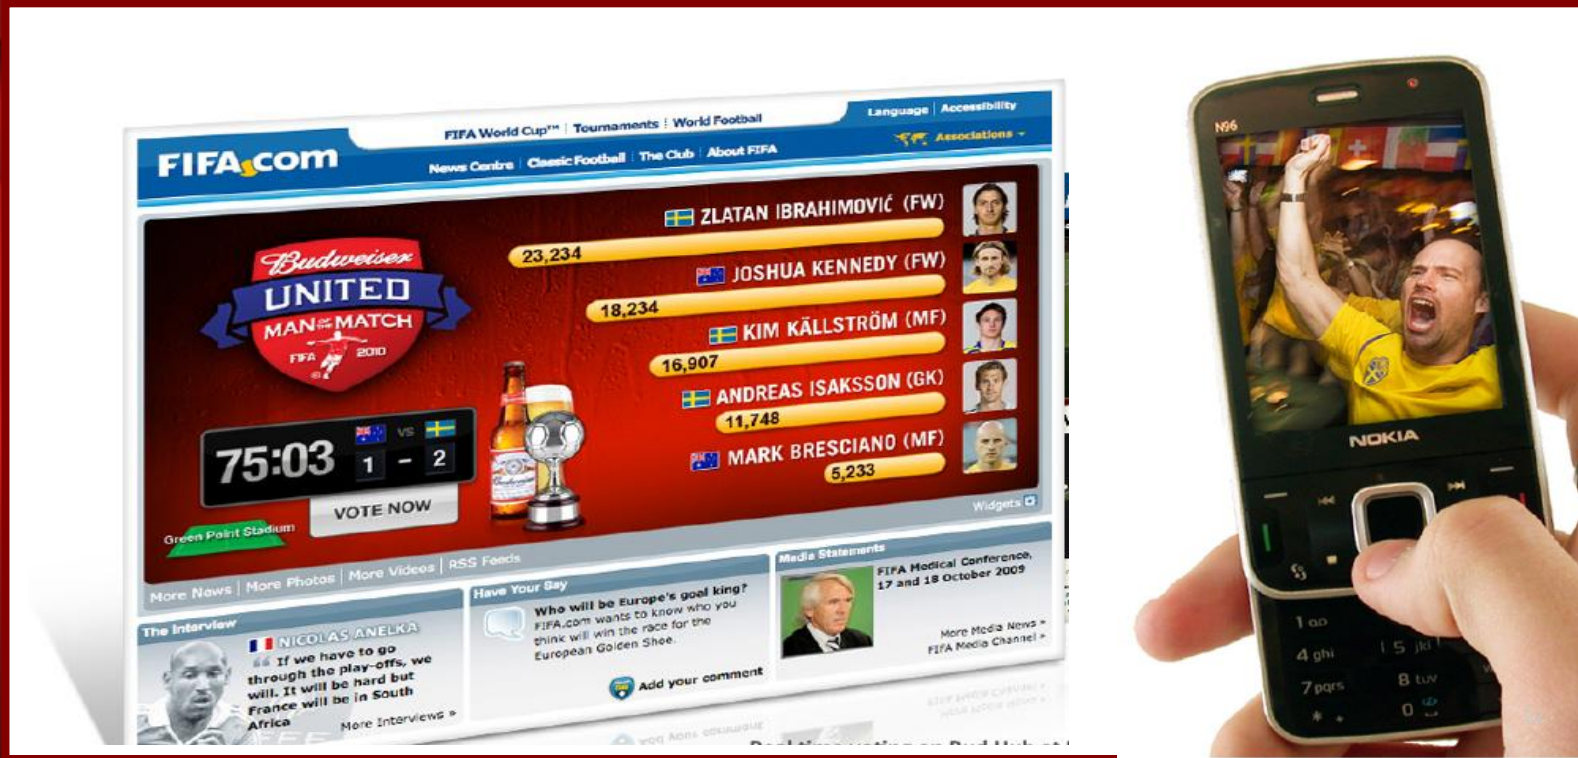 FIFA.com
FIFA World Cup™ | Tournaments | World Football
Language | Accessibility
News Centre | Classic Football | The Club | About FIFA
Associations
Budweiser
UNITED
MAN OF THE MATCH
FIFA 2010
ZLATAN IBRAHIMOVIĆ (FW)
23,234
JOSHUA KENNEDY (FW)
18,234
KIM KÄLLSTRÖM (MF)
16,907
ANDREAS ISAKSSON (GK)
11,748
MARK BRESCIANO (MF)
5,233
75:03
VS
1 - 2
VOTE NOW
Green Point Stadium
Budweiser
Widgets
More News | More Photos | More Videos | RSS Feeds
The Interview
NICOLAS ANELKA
“ If we have to go
through the play-offs, we
will. It will be hard but
France will be in South
Africa
More Interviews »
Have Your Say
Who will be Europe's goal king?
FIFA.com wants to know who you
think will win the race for the
European Golden Shoe.
Add your comment
Media Statements
FIFA Medical Conference,
17 and 18 October 2009
More Media News »
FIFA Media Channel »
N96
NOKIA
1
4 ghi
5 jkl
7 pqrs
8 tuv
* +
0